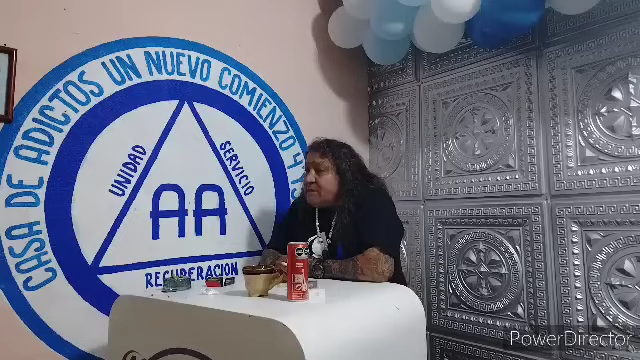 CASA DE ADICTOS UN NUEVO COMIENZO Y
UNIDAD
SERVICIO
AA
RECUPERACION
PowerDirector